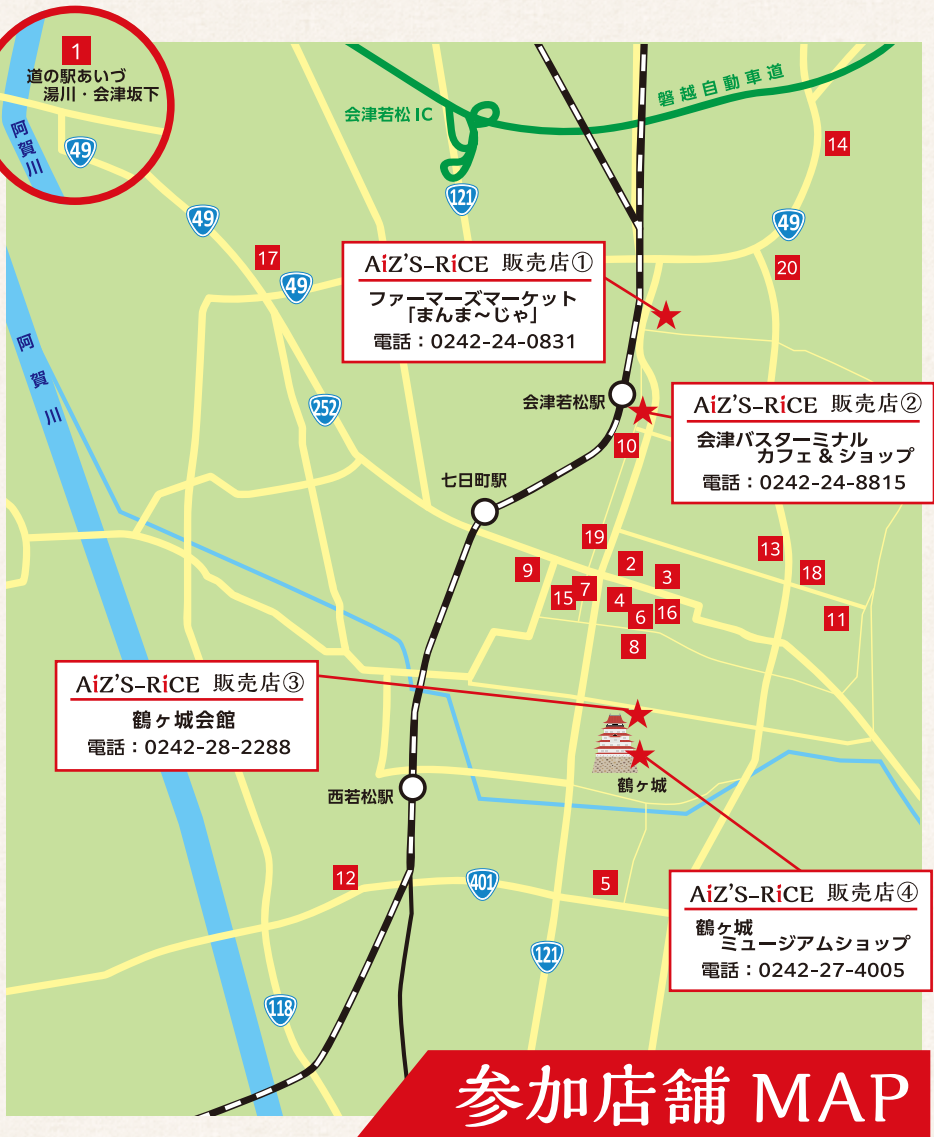 1
道の駅あいづ
湯川・会津坂下
阿賀川
49
会津若松IC
磐越自動車道
14
121
49
49
17
49
20
AiZ'S-RiCE 販売店①
ファーマーズマーケット
「まんま～じゃ」
電話：0242-24-0831
阿賀川
252
会津若松駅
10
AiZ'S-RiCE 販売店②
会津バスターミナル
カフェ & ショップ
電話：0242-24-8815
七日町駅
19
13
2
9
3
18
7
15
4
16
6
11
8
AiZ'S-RiCE 販売店③
鶴ヶ城会館
電話：0242-28-2288
鶴ヶ城
西若松駅
12
401
5
AiZ'S-RiCE 販売店④
鶴ヶ城
ミュージアムショップ
電話：0242-27-4005
121
118
参加店舗 MAP